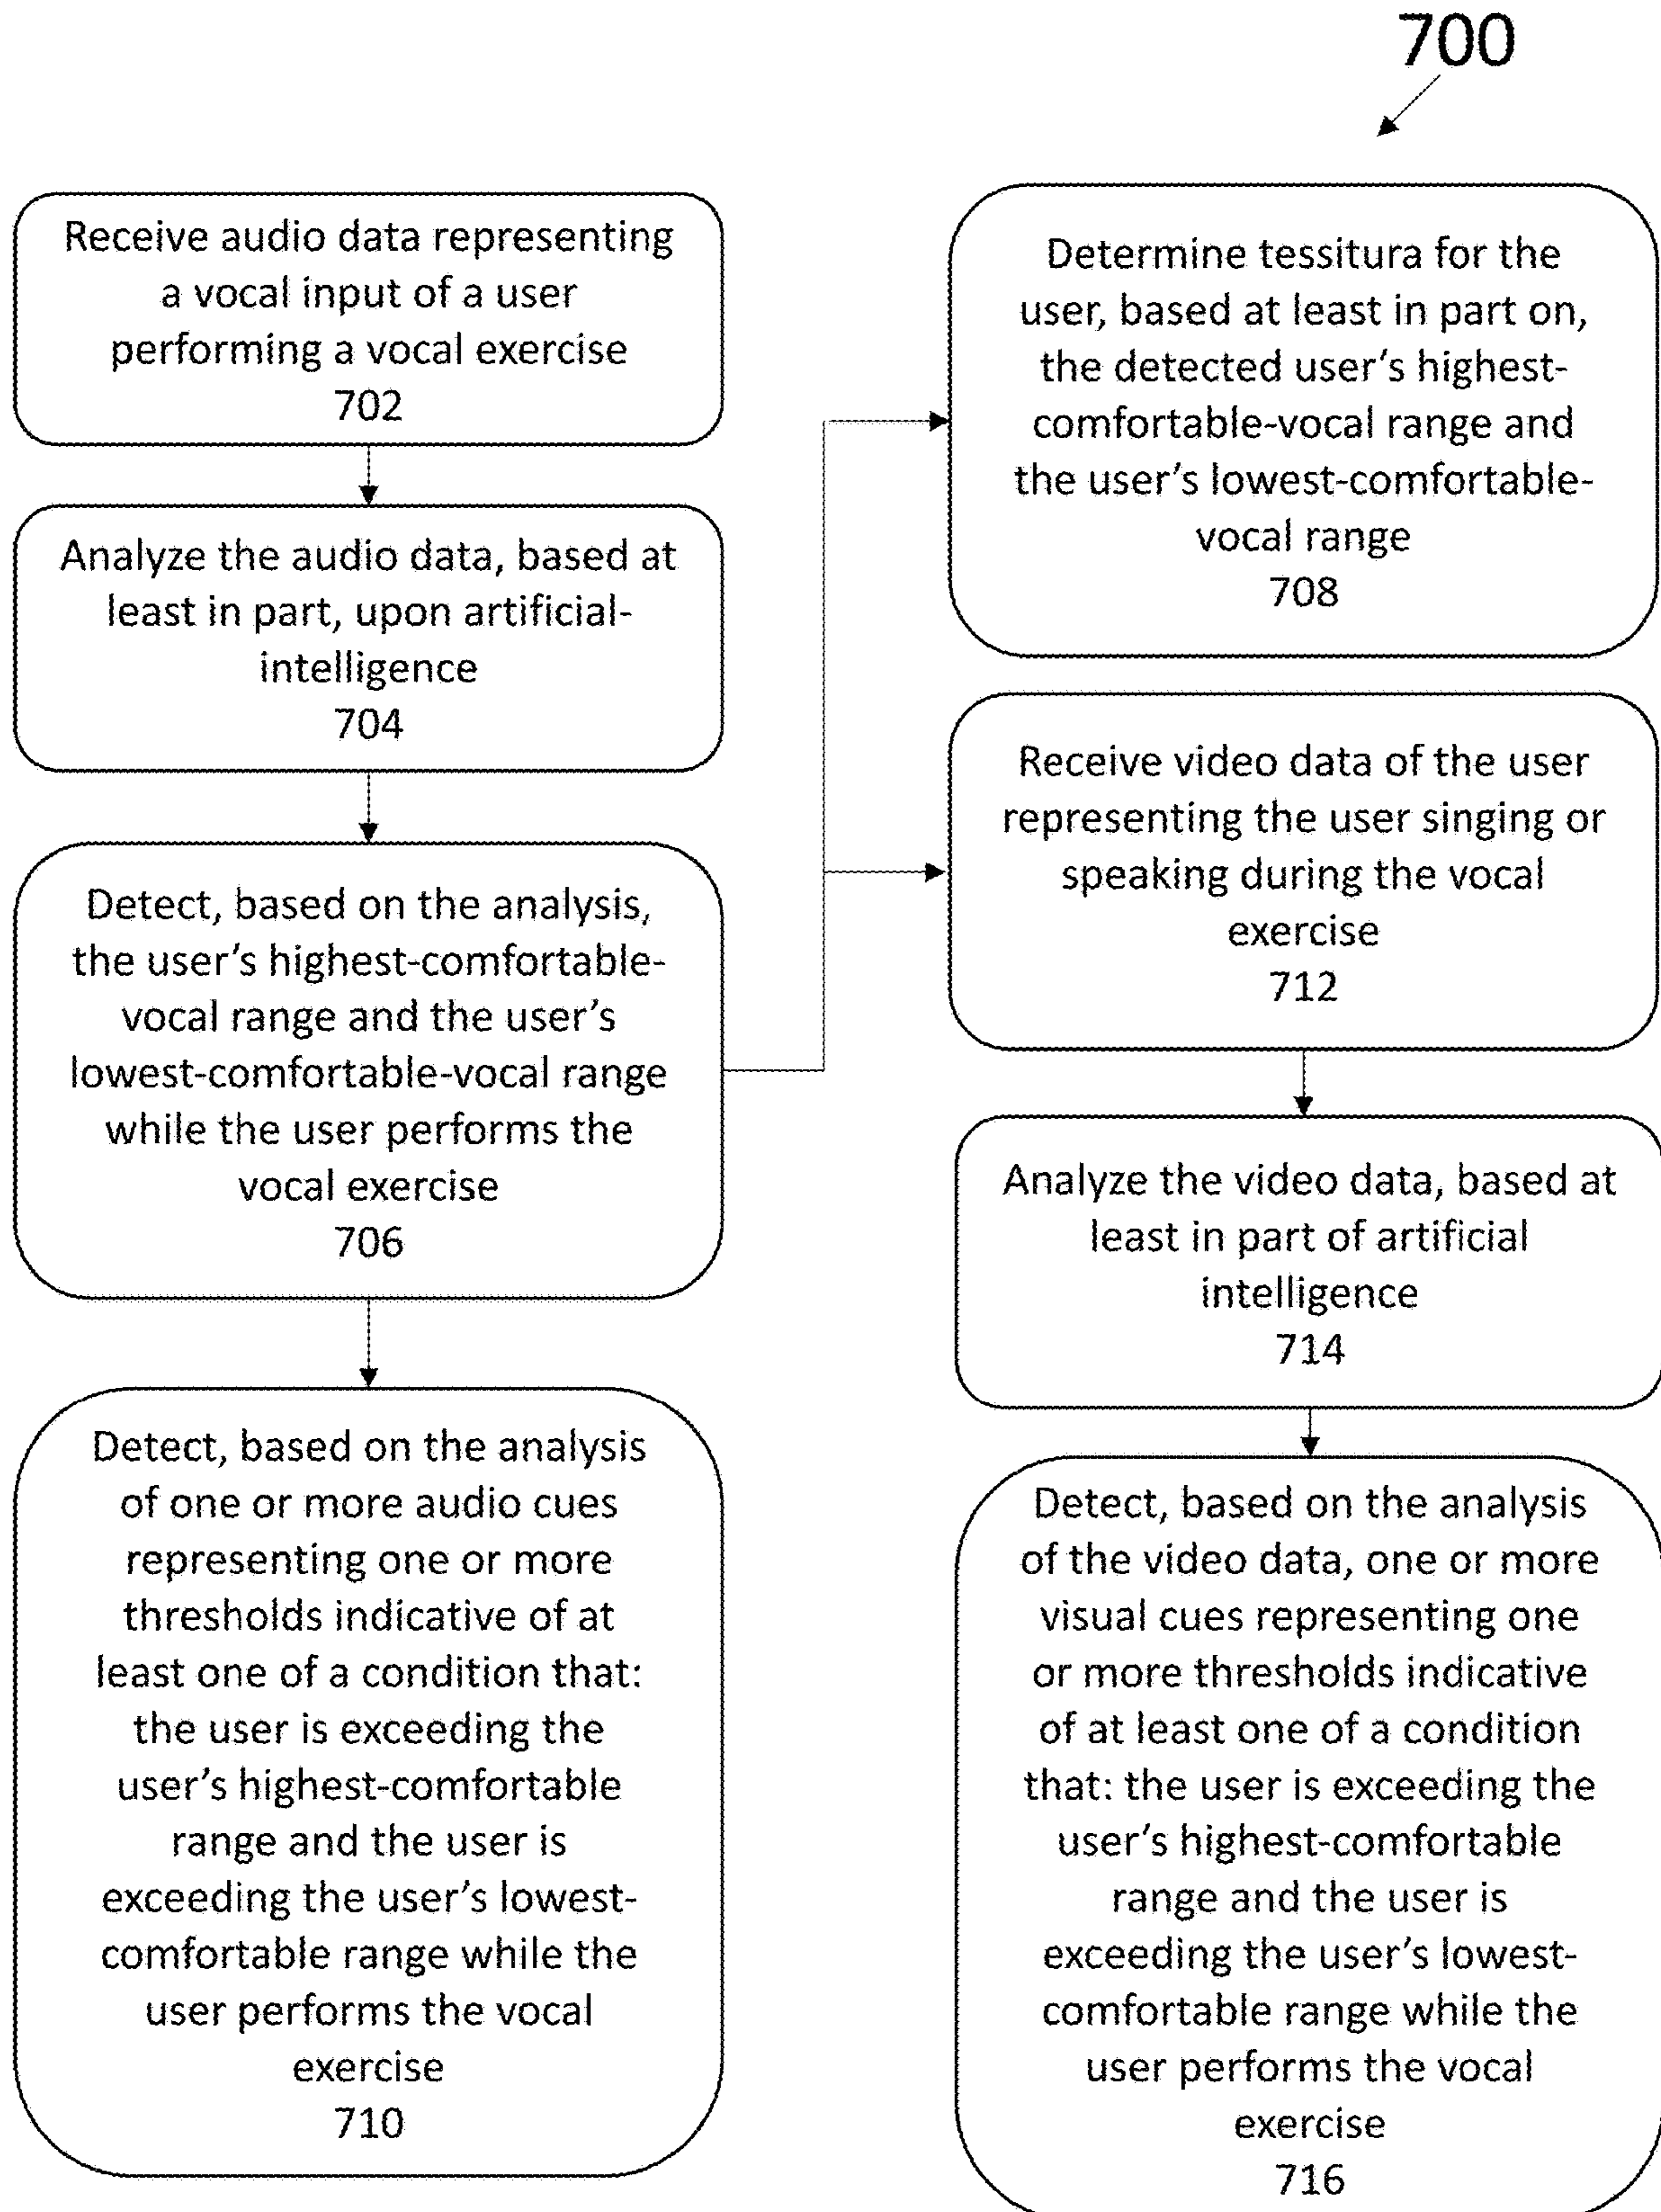 700
Receive audio data representing
a vocal input of a user
performing a vocal exercise
702
Analyze the audio data, based at
least in part, upon artificial-
intelligence
704
Detect, based on the analysis,
the user's highest-comfortable-
vocal range and the user's
lowest-comfortable-vocal range
while the user performs the
vocal exercise
706
Detect, based on the analysis
of one or more audio cues
representing one or more
thresholds indicative of at
least one of a condition that:
the user is exceeding the
user's highest-comfortable
range and the user is
exceeding the user's lowest-
comfortable range while the
user performs the vocal
exercise
710
Determine tessitura for the
user, based at least in part on,
the detected user's highest-
comfortable-vocal range and
the user's lowest-comfortable-
vocal range
708
Receive video data of the user
representing the user singing or
speaking during the vocal
exercise
712
Analyze the video data, based at
least in part of artificial
intelligence
714
Detect, based on the analysis
of the video data, one or more
visual cues representing one
or more thresholds indicative
of at least one of a condition
that: the user is exceeding the
user's highest-comfortable
range and the user is
exceeding the user's lowest-
comfortable range while the
user performs the vocal
exercise
716